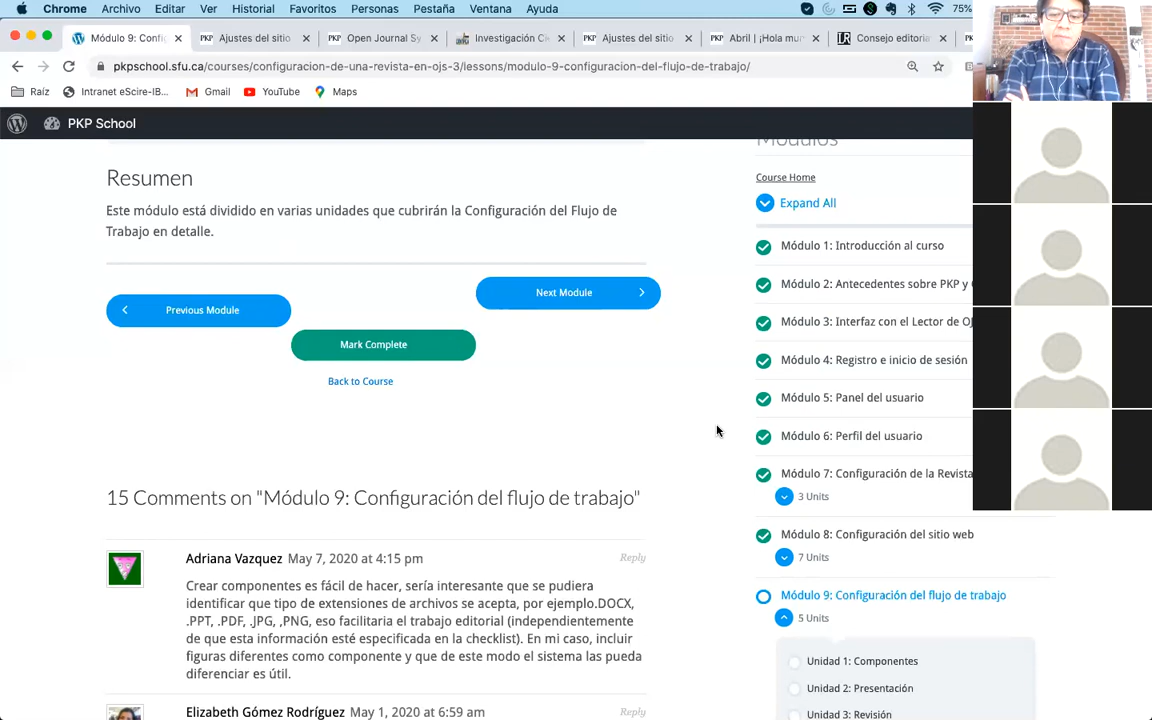 Chrome Archivo Editar Ver Historial Favoritos Personas Pestaña Ventana Ayuda 75%
Módulo 9: Confi Ajustes del sitio Open Journal Sy Investigación Ci Ajustes del sitio Abril | ¡Hola mun Consejo editoria
pkpschool.sfu.ca/courses/configuracion-de-una-revista-en-ojs-3/lessons/modulo-9-configuracion-del-flujo-de-trabajo/
Raíz Intranet eScire-IB... Gmail YouTube Maps
PKP School
Resumen
Este módulo está dividido en varias unidades que cubrirán la Configuración del Flujo de
Trabajo en detalle.
Previous Module
Next Module
Mark Complete
Back to Course
15 Comments on "Módulo 9: Configuración del flujo de trabajo"
Adriana Vazquez May 7, 2020 at 4:15 pm Reply
Crear componentes es fácil de hacer, sería interesante que se pudiera
identificar que tipo de extensiones de archivos se acepta, por ejemplo.DOCX,
.PPT, .PDF, .JPG, ,PNG, eso facilitaria el trabajo editorial (independientemente
de que esta información esté especificada en la checklist). En mi caso, incluir
figuras diferentes como componente y que de este modo el sistema las pueda
diferenciar es útil.
Elizabeth Gómez Rodríguez May 1, 2020 at 6:59 am Reply
Módulos
Course Home
Expand All
Módulo 1: Introducción al curso
Módulo 2: Antecedentes sobre PKP y
Módulo 3: Interfaz con el Lector de OJ
Módulo 4: Registro e inicio de sesión
Módulo 5: Panel del usuario
Módulo 6: Perfil del usuario
Módulo 7: Configuración de la Revista
3 Units
Módulo 8: Configuración del sitio web
7 Units
Módulo 9: Configuración del flujo de trabajo
5 Units
Unidad 1: Componentes
Unidad 2: Presentación
Unidad 3: Revisión